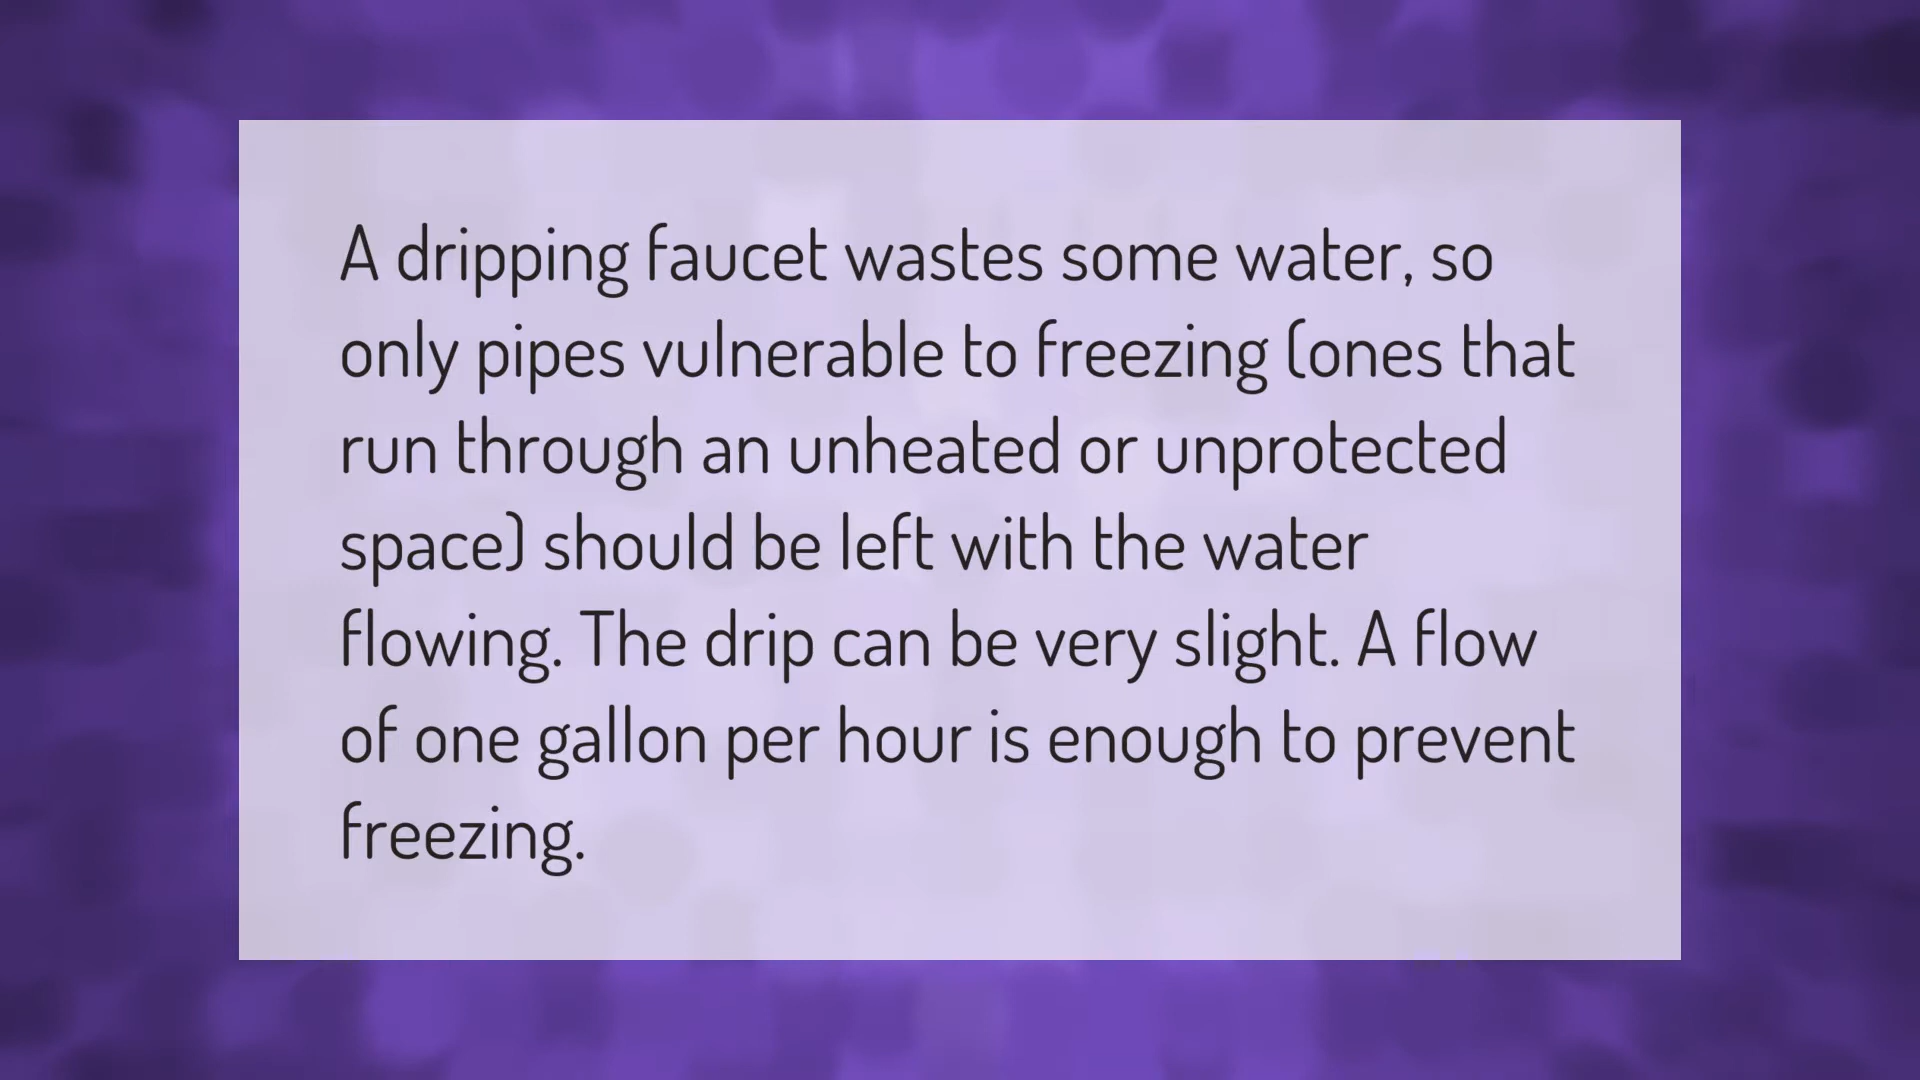 A dripping faucet wastes some water, so
only pipes vulnerable to freezing (ones that
run through an unheated or unprotected
space) should be left with the water
flowing. The drip can be very slight. A flow
of one gallon per hour is enough to prevent
freezing.